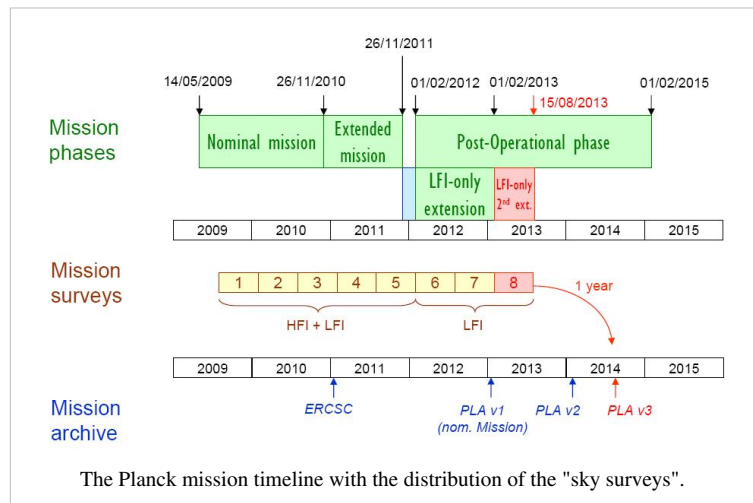 26/11/2011
14/05/2009 26/11/2010 01/02/2012 01/02/2013 01/02/2015
15/08/2013
Mission
phases
Nominal mission
Extended
mission
Post-Operational phase
LFI-only
extension
LFI-only
2nd ext.
2009 2010 2011 2012 2013 2014 2015
Mission
surveys
1 2 3 4 5 6 7 8
1 year
HFI + LFI LFI
2009 2010 2011 2012 2013 2014 2015
Mission
archive
ERCSC
PLA v1
(nom. Mission)
PLA v2
PLA v3
The Planck mission timeline with the distribution of the "sky surveys".